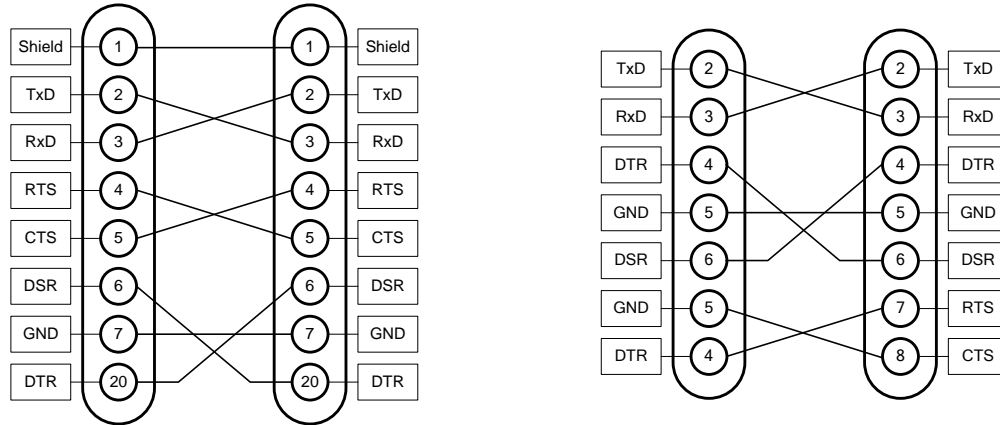 Shield 1 1 Shield
TxD 2 2 TxD
RxD 3 3 RxD
RTS 4 4 RTS
CTS 5 5 CTS
DSR 6 6 DSR
GND 7 7 GND
DTR 20 20 DTR
TxD 2 2 TxD
RxD 3 3 RxD
DTR 4 4 DTR
GND 5 5 GND
DSR 6 6 DSR
GND 5 7 RTS
DTR 4 8 CTS